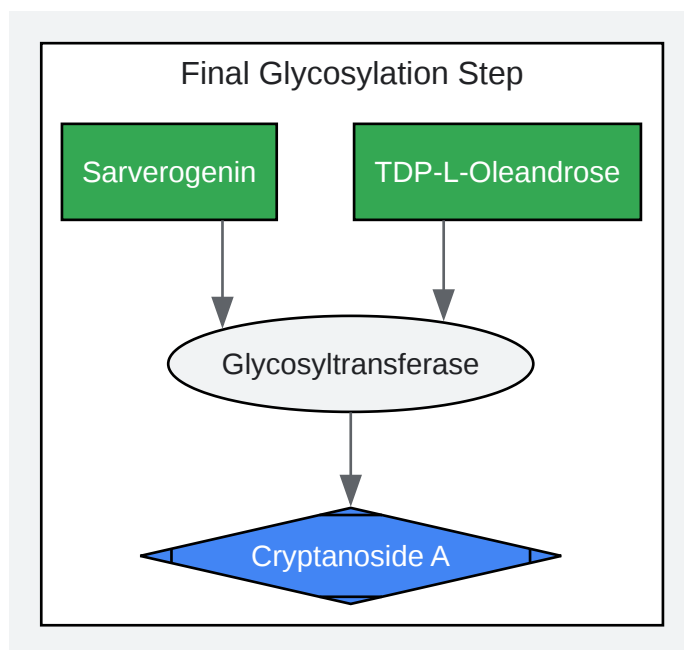 Final Glycosylation Step
Sarverogenin
TDP-L-Oleandrose
Glycosyltransferase
Cryptanoside A